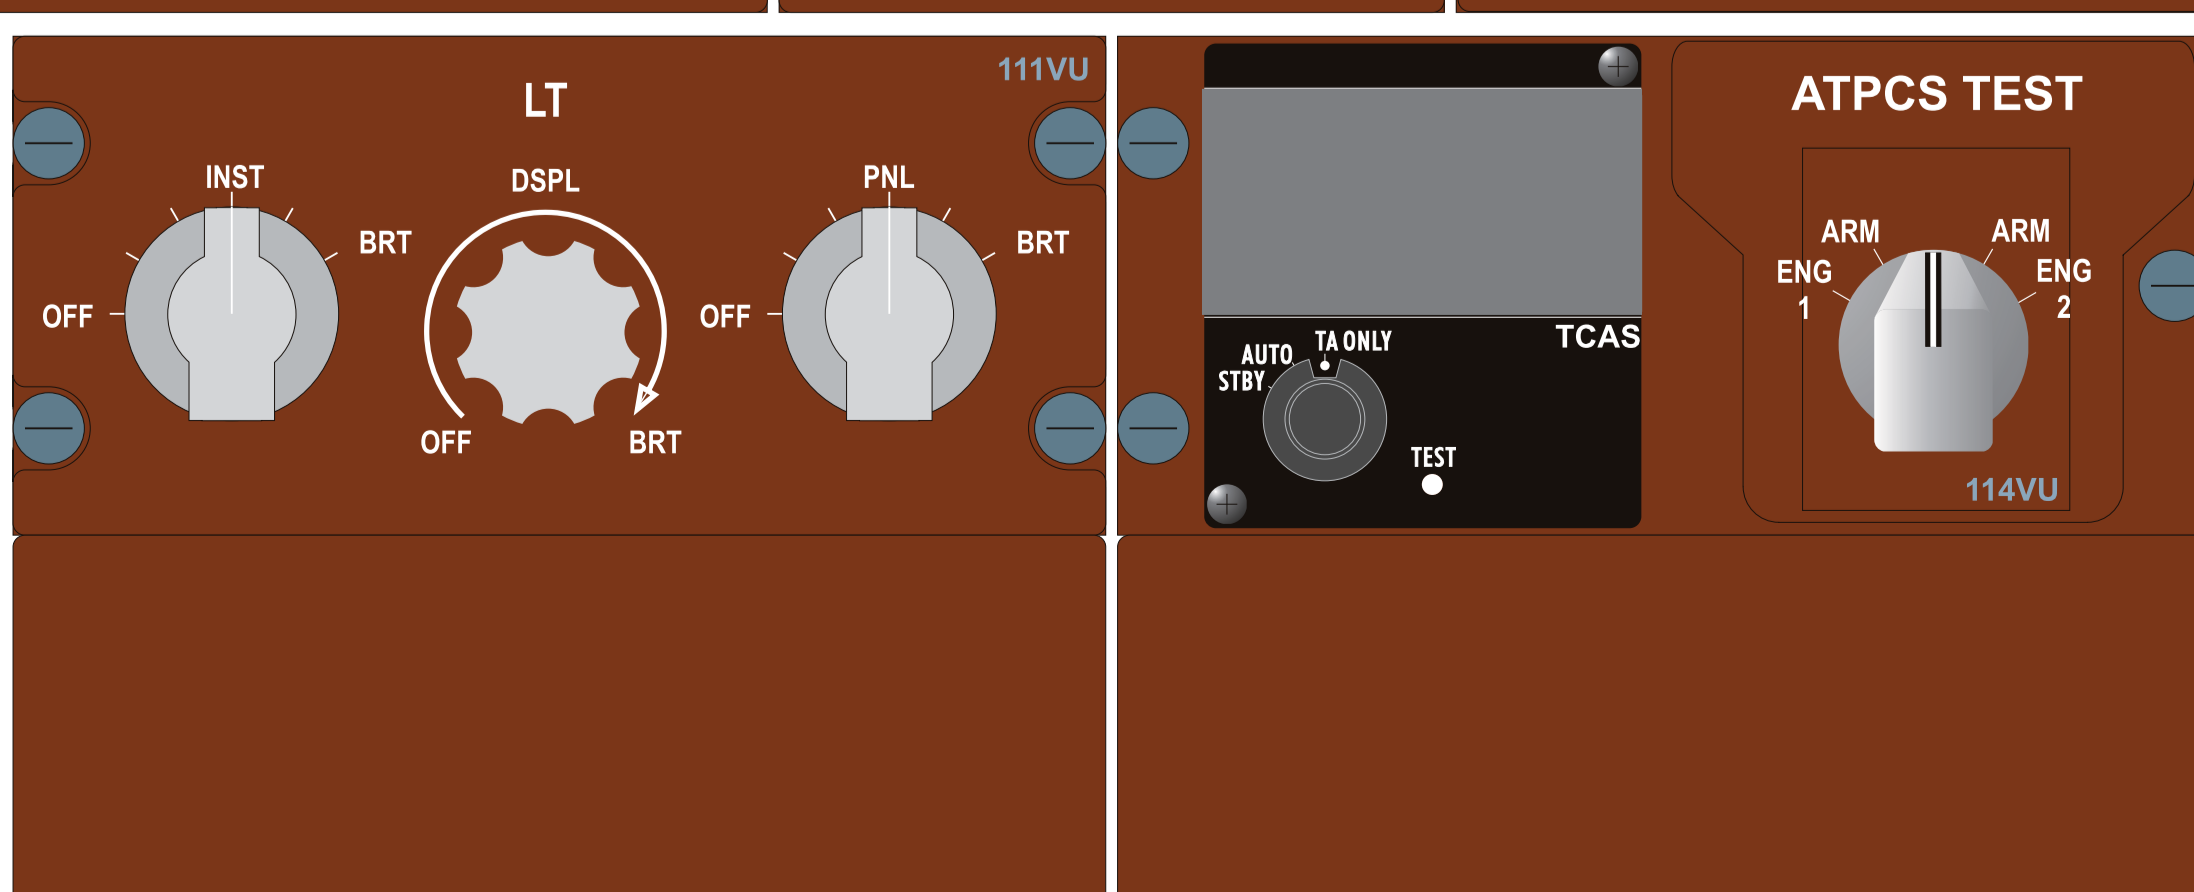 111VU
LT
INST
DSPL
PNL
BRT
BRT
OFF
OFF
OFF
BRT
TCAS
TA ONLY
AUTO
STBY
TEST
ATPCS TEST
ARM
ARM
ENG
1
ENG
2
114VU